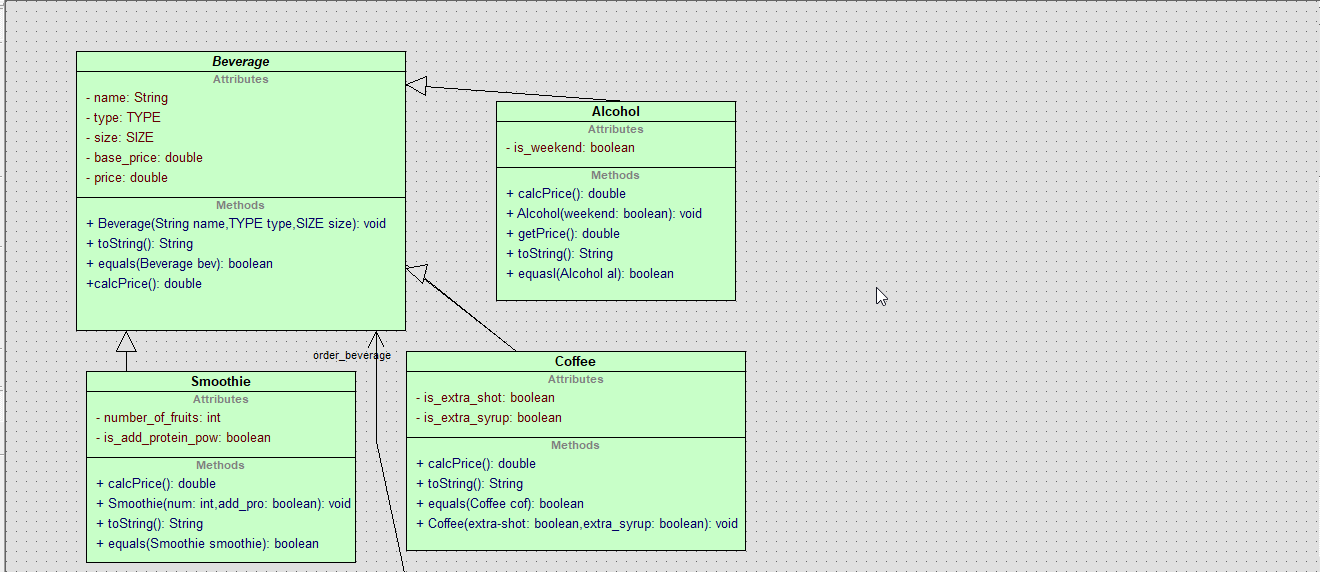 Beverage
Attributes
- name: String
- type: TYPE
- size: SIZE
- base_price: double
- price: double
Methods
+ Beverage(String name,TYPE type,SIZE size): void
+ toString(): String
+ equals(Beverage bev): boolean
+calcPrice(): double
Alcohol
Attributes
- is_weekend: boolean
Methods
+ calcPrice(): double
+ Alcohol(weekend: boolean): void
+ getPrice(): double
+ toString(): String
+ equasl(Alcohol al): boolean
order_beverage
Smoothie
Attributes
- number_of_fruits: int
- is_add_protein_pow: boolean
Methods
+ calcPrice(): double
+ Smoothie(num: int,add_pro: boolean): void
+ toString(): String
+ equals(Smoothie smoothie): boolean
Coffee
Attributes
- is_extra_shot: boolean
- is_extra_syrup: boolean
Methods
+ calcPrice(): double
+ toString(): String
+ equals(Coffee cof): boolean
+ Coffee(extra-shot: boolean,extra_syrup: boolean): void